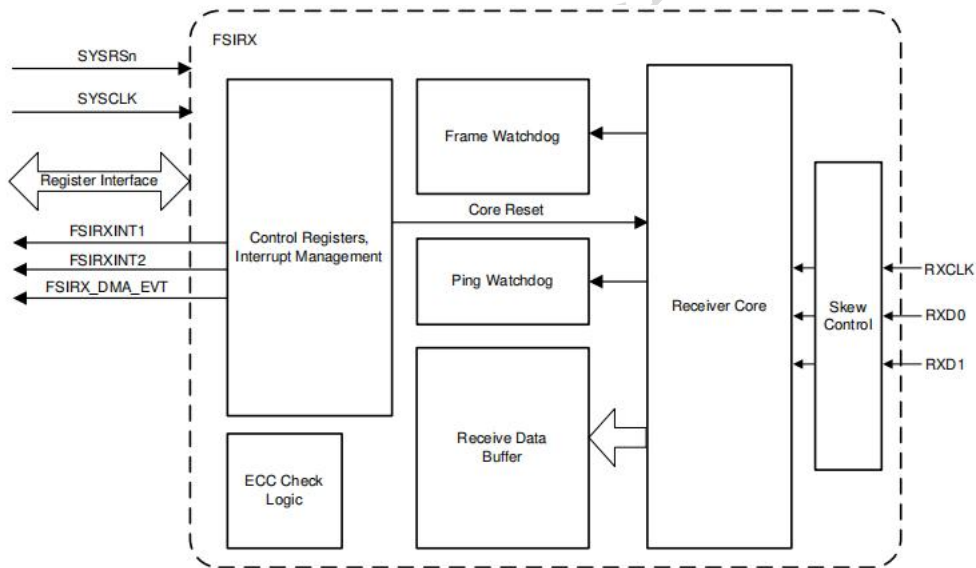 FSIRX
SYSRSn
SYSCLK
Register Interface
FSIRXINT1
FSIRXINT2
FSIRX_DMA_EVT
Control Registers,
Interrupt Management
ECC Check
Logic
Frame Watchdog
Core Reset
Ping Watchdog
Receive Data
Buffer
Receiver Core
Skew
Control
RXCLK
RXD0
RXD1